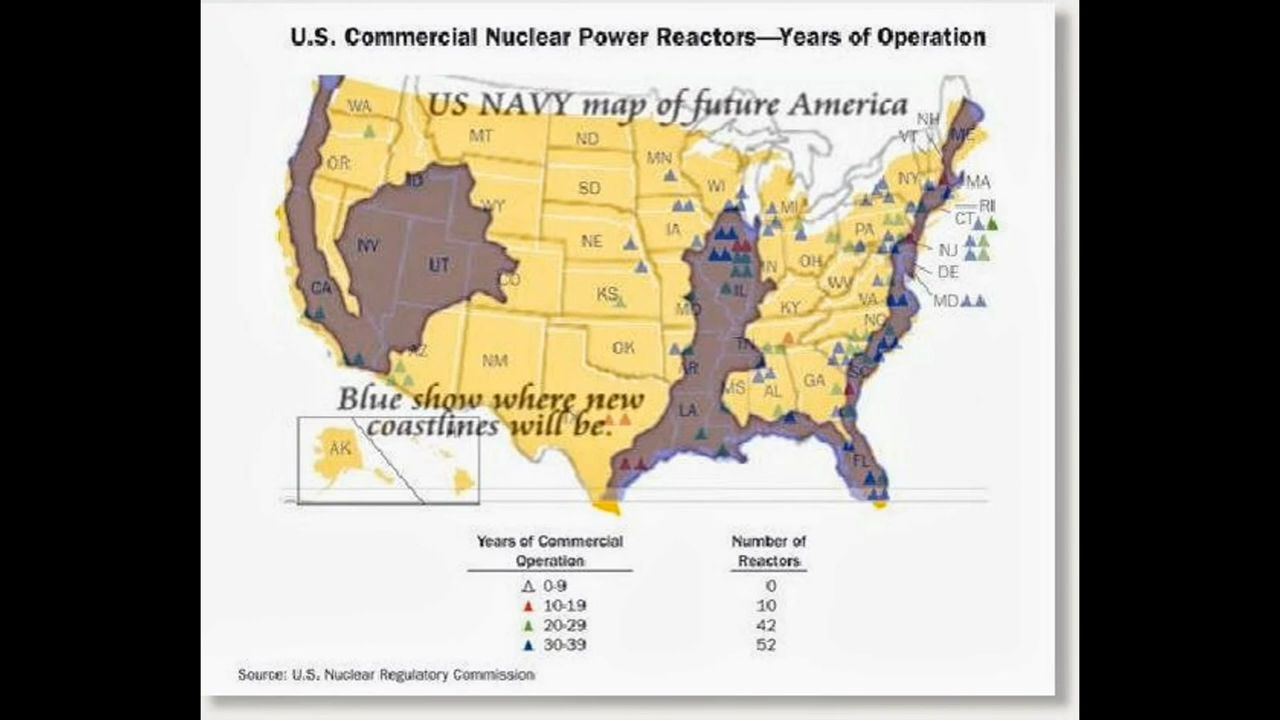 U.S. Commercial Nuclear Power Reactors—Years of Operation
US NAVY map of future America
WA
MT
ND
MN
NH
VT
ME
OR
ID
SD
WI
MI
NY
MA
RI
CT
WY
NE
IA
PA
NJ
NV
UT
CO
IN
OH
DE
CA
KS
MO
IL
WV
VA
MD
KY
NC
AZ
NM
OK
AR
TN
SC
MS
AL
GA
LA
FL
Blue show where new
coastlines will be.
AK
Years of Commercial Operation Number of Reactors
0-9 0
10-19 10
20-29 42
30-39 52
Source: U.S. Nuclear Regulatory Commission